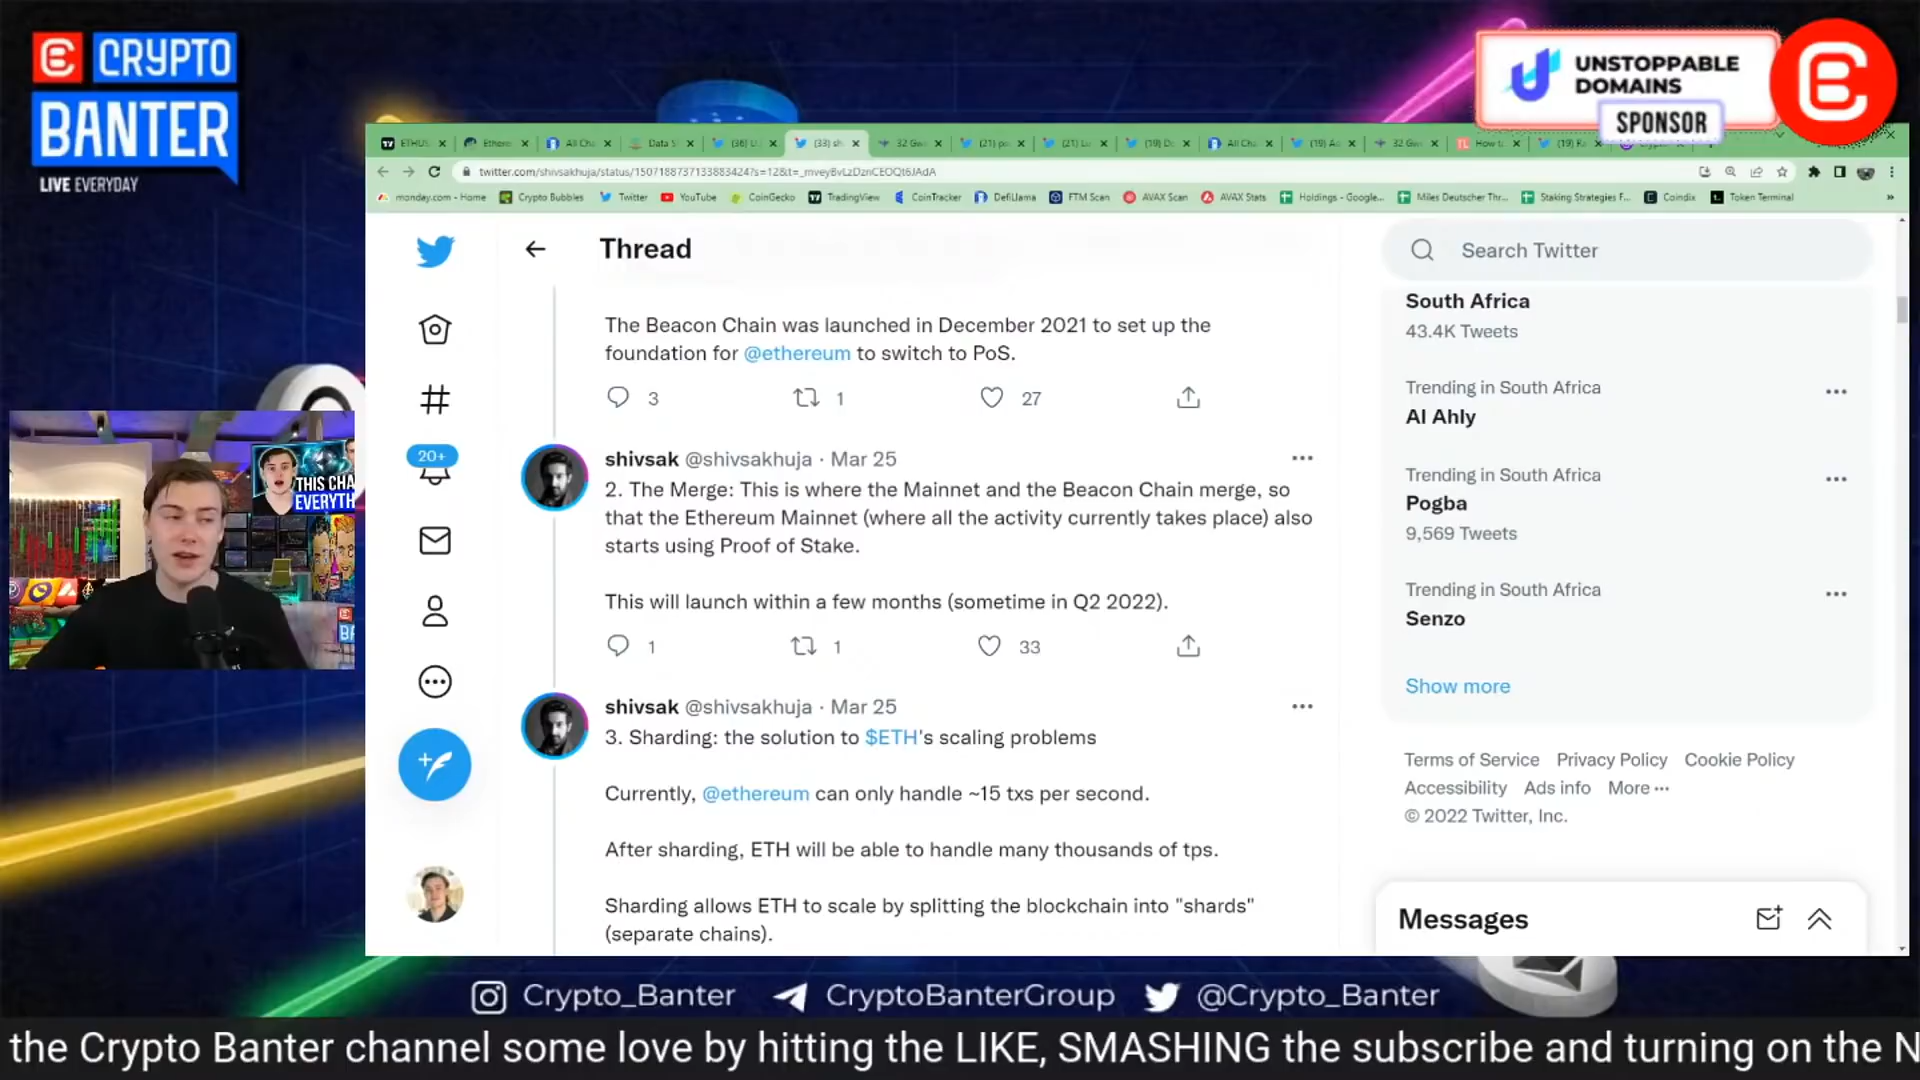 CRYPTO
BANTER
LIVE EVERYDAY
UNSTOPPABLE
DOMAINS
SPONSOR
twitter.com/shivsakhuja/status/1507188737133883424?s=12&t=_mveyBvLzDznCEOQt6JAdA
monday.com - Home
Crypto Bubbles
Twitter
YouTube
CoinGecko
TradingView
CoinTracker
DefiLlama
FTM Scan
AVAX Scan
AVAX Stats
Holdings - Google...
Miles Deutscher Thr...
Staking Strategies F...
Coindix
Token Terminal
Thread
Search Twitter
The Beacon Chain was launched in December 2021 to set up the
foundation for @ethereum to switch to PoS.
3 1 27
20+
shivsak @shivsakhuja · Mar 25
2. The Merge: This is where the Mainnet and the Beacon Chain merge, so
that the Ethereum Mainnet (where all the activity currently takes place) also
starts using Proof of Stake.
This will launch within a few months (sometime in Q2 2022).
1 1 33
shivsak @shivsakhuja · Mar 25
3. Sharding: the solution to $ETH's scaling problems
Currently, @ethereum can only handle ~15 txs per second.
After sharding, ETH will be able to handle many thousands of tps.
Sharding allows ETH to scale by splitting the blockchain into "shards"
(separate chains).
South Africa
43.4K Tweets
Trending in South Africa
Al Ahly
Trending in South Africa
Pogba
9,569 Tweets
Trending in South Africa
Senzo
Show more
Terms of Service Privacy Policy Cookie Policy
Accessibility Ads info More ···
© 2022 Twitter, Inc.
Messages
THIS CHA
EVERYTH
Crypto_Banter
CryptoBanterGroup
@Crypto_Banter
the Crypto Banter channel some love by hitting the LIKE, SMASHING the subscribe and turning on the N